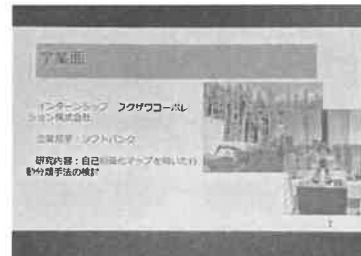 学業面
インターンシップ フクザワコーポレ
ーション株式会社
企業見学:ソフトバンク
研究内容:自己組織化マップを用いた行
動分類手法の検討